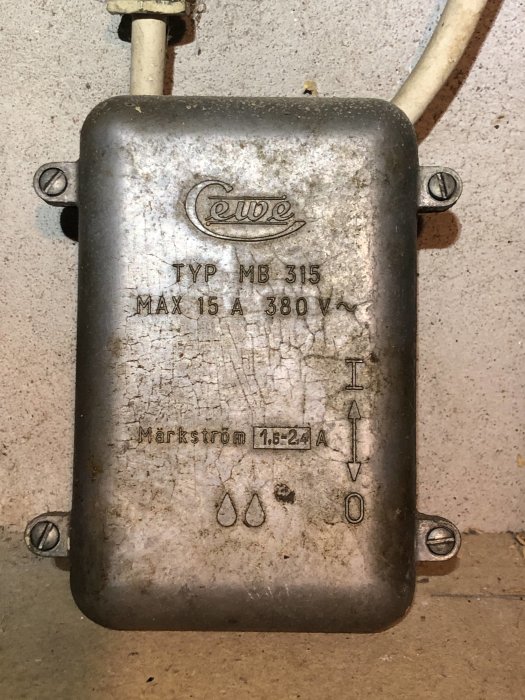 Cewe
TYP MB 315
MAX 15 A 380 V~
I
Märkström 1,6-2,4 A
O